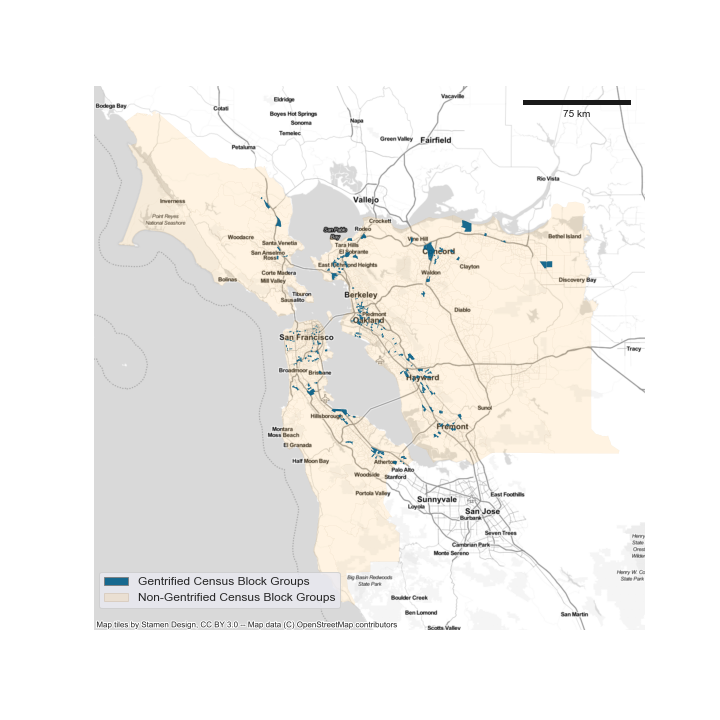 Vacaville
Eldridge
Bodega Bay
Cotati
Boyes Hot Springs
75 km
Sonoma
Napa
Temelec
Green Valley
Fairfield
Petaluma
Rio Vista
Inverness
Vallejo
Point Reyes
National Seashore
Crockett
San Pablo
Bay
Rodeo
Woodacre
Vine Hill
Bethel Island
Santa Venetia
Tara Hills
San Anselmo
El Sobrante
Concord
Ross
East Richmond Heights
Clayton
Corte Madera
Waldon
Bolinas
Mill Valley
Discovery Bay
Tiburon
Berkeley
Sausalito
Diablo
Piedmont
Oakland
San Francisco
Tracy
Broadmoor
Brisbane
Hayward
Sunol
Hillsborough
Montara
Fremont
Moss Beach
El Granada
Half Moon Bay
Atherton
Palo Alto
Woodside
Stanford
Portola Valley
East Foothills
Sunnyvale
Loyola
San Jose
Burbank
Seven Trees
Henry
State
Cambrian Park
Monte Sereno
Gentrified Census Block Groups
Big Basin Redwoods
State Park
Henry W. Co
State Park
Non-Gentrified Census Block Groups
Boulder Creek
Ben Lomond
San Martin
Map tiles by Stamen Design, CC BY 3.0 -- Map data (C) OpenStreetMap contributors
Scotts Valley